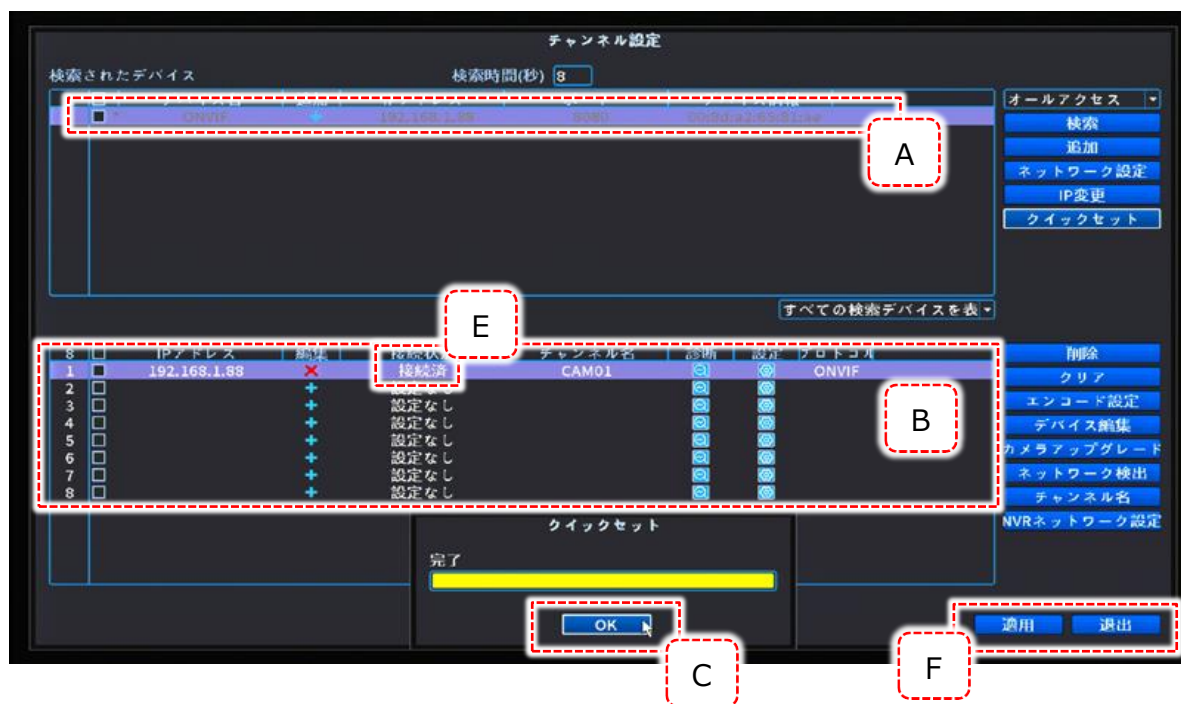 チャンネル設定
検索されたデバイス 検索時間(秒) 8
ONVIF 192.168.1.88 8080
A
オールアクセス
検索
追加
ネットワーク設定
IP変更
クイックセット
すべての検索デバイスを表
E
8 IPアドレス 編集 接続状 チャンネル名 診断 設定 プロトコル
1 192.168.1.88 接続済 CAM01 ONVIF
2 設定なし
3 設定なし
4 設定なし
5 設定なし
6 設定なし
7 設定なし
8 設定なし
B
削除
クリア
エンコード設定
デバイス編集
カメラアップグレード
ネットワーク検出
チャンネル名
NVRネットワーク設定
クイックセット
完了
OK
C
適用 退出
F